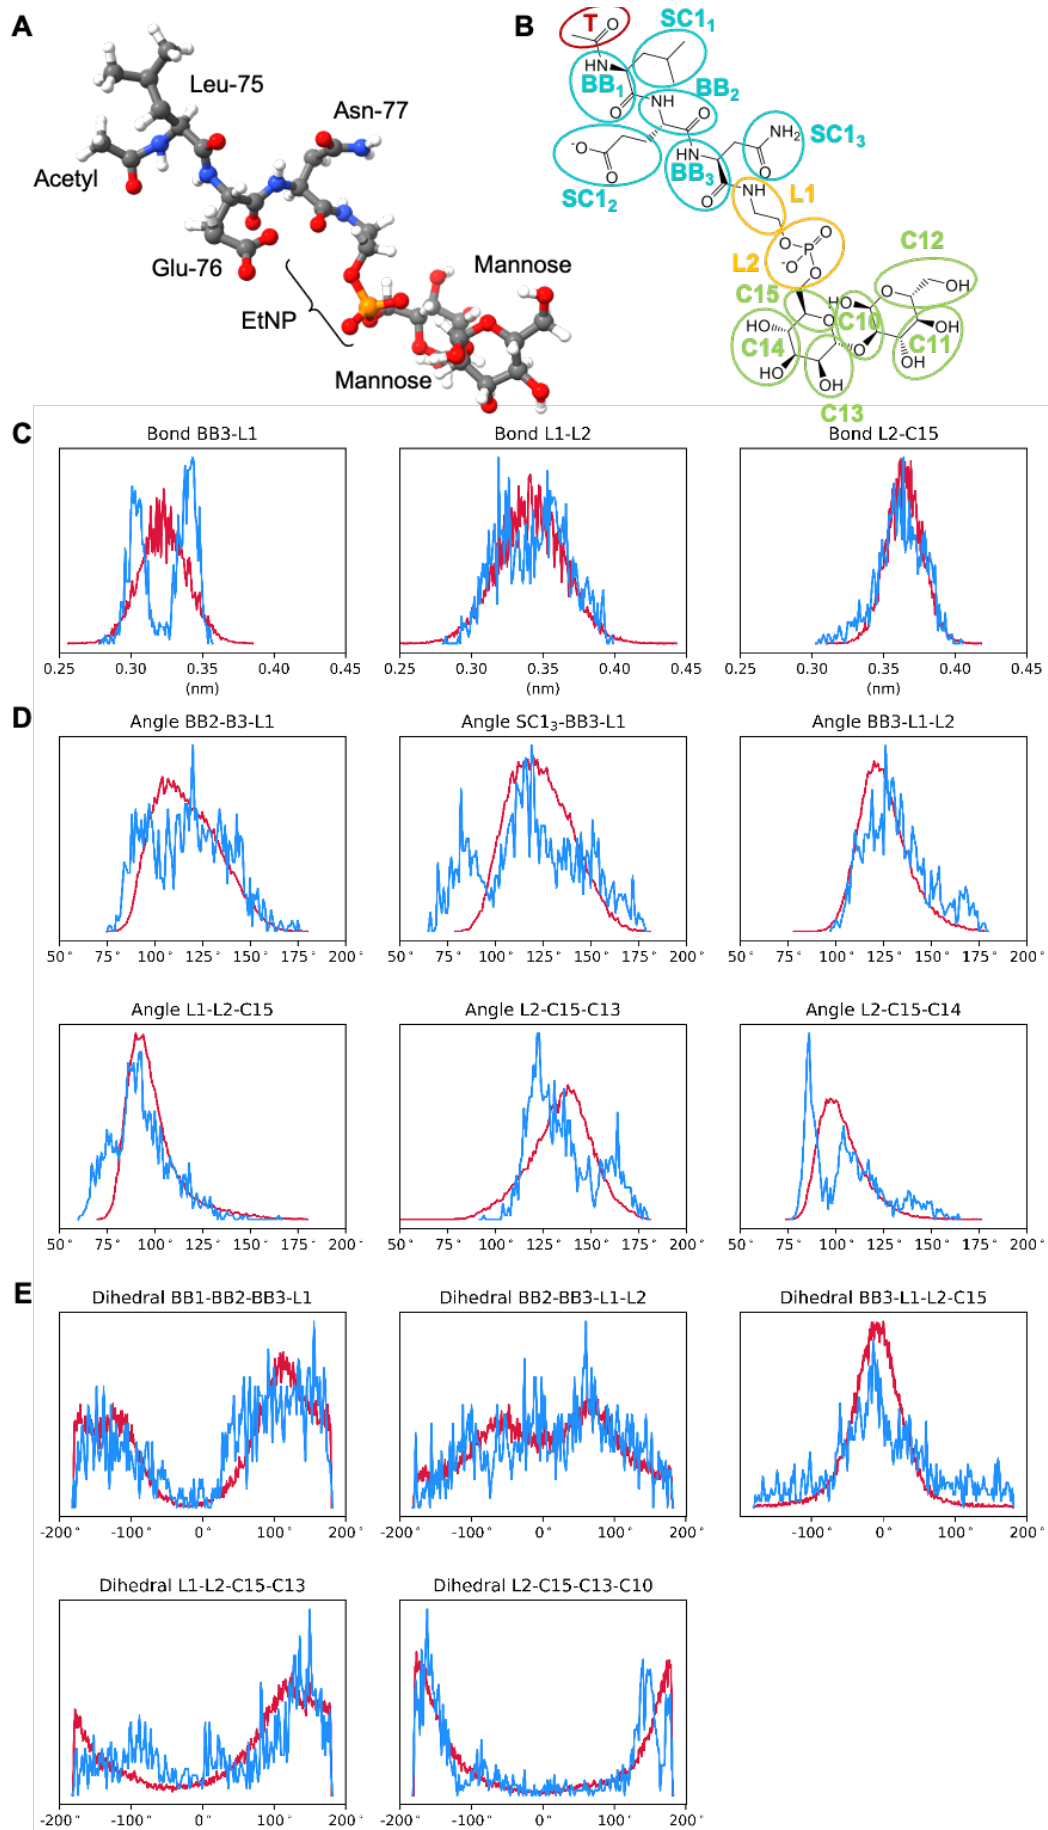 A
B
Leu-75
Asn-77
Acetyl
Glu-76
EtNP
Mannose
Mannose
T
O
SC1₁
HN
BB₁
BB₂
O
NH
O
-O
O
SC1₂
HN
BB₃
O
NH₂
O
SC1₃
NH
L1
O
O
P
-O
O
L2
C12
C15
HO
O
OH
HO
C14
O
C10
O
OH
C11
OH
HO
OH
C13
C
Bond BB3-L1
Bond L1-L2
Bond L2-C15
0.25 0.30 0.35 0.40 0.45
0.25 0.30 0.35 0.40 0.45
0.25 0.30 0.35 0.40 0.45
(nm)
(nm)
(nm)
D
Angle BB2-B3-L1
Angle SC1₃-BB3-L1
Angle BB3-L1-L2
50° 75° 100° 125° 150° 175° 200°
50° 75° 100° 125° 150° 175° 200°
50° 75° 100° 125° 150° 175° 200°
Angle L1-L2-C15
Angle L2-C15-C13
Angle L2-C15-C14
50° 75° 100° 125° 150° 175° 200°
50° 75° 100° 125° 150° 175° 200°
50° 75° 100° 125° 150° 175° 200°
E
Dihedral BB1-BB2-BB3-L1
Dihedral BB2-BB3-L1-L2
Dihedral BB3-L1-L2-C15
-200° -100° 0° 100° 200°
-200° -100° 0° 100° 200°
-100° 0° 100° 200°
Dihedral L1-L2-C15-C13
Dihedral L2-C15-C13-C10
-200° -100° 0° 100° 200°
-200° -100° 0° 100° 200°